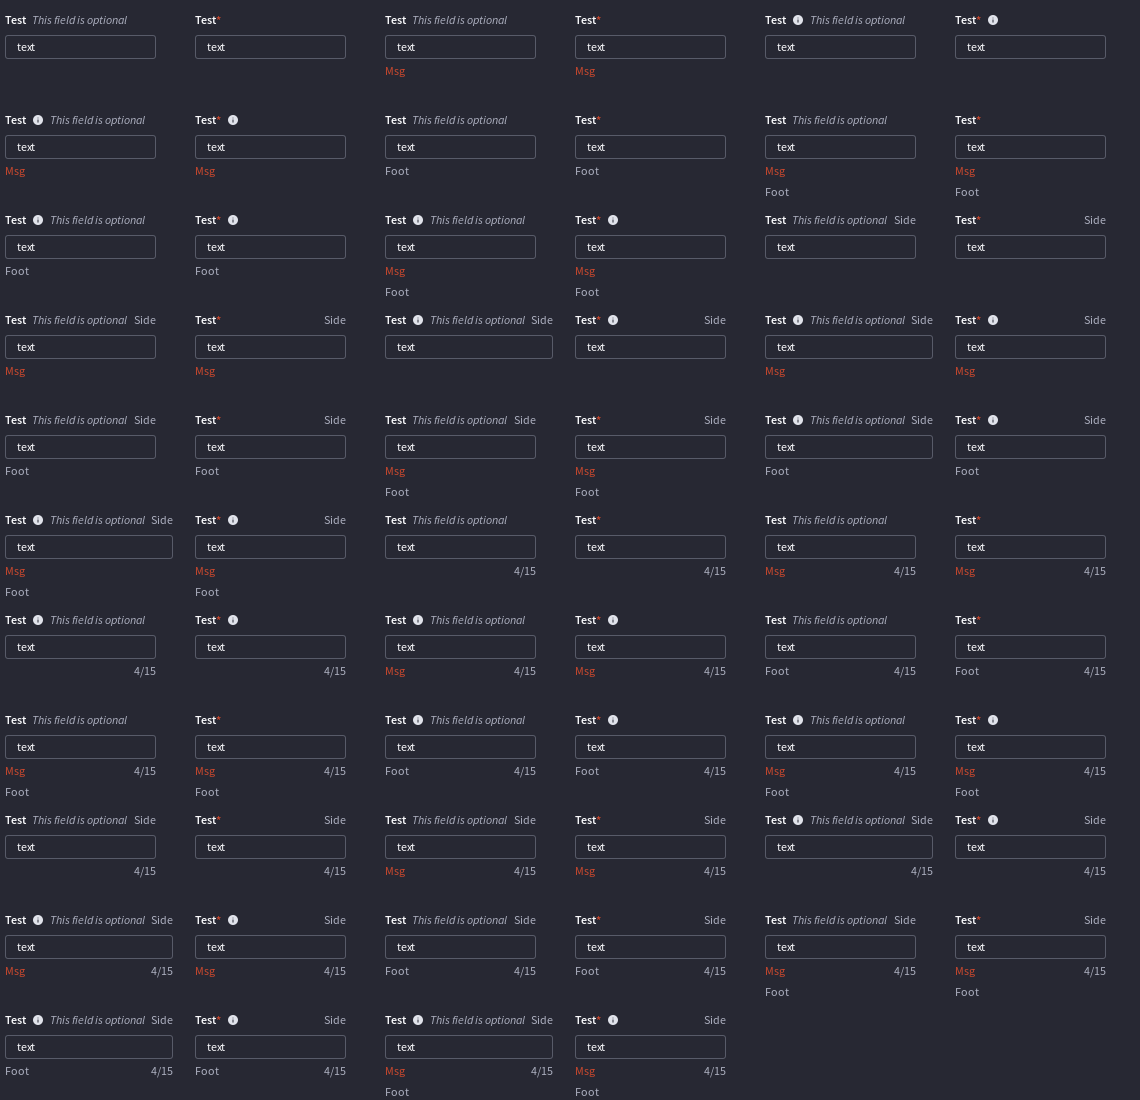 Test This field is optional Test* Test This field is optional Test* Test This field is optional Test*
text text text text text text
Msg Msg
Test This field is optional Test* Test This field is optional Test* Test This field is optional Test*
text text text text text text
Msg Msg Foot Foot Msg Msg
Foot Foot
Test This field is optional Test* Test This field is optional Test* Test This field is optional Side Test* Side
text text text text text text
Foot Foot Msg Msg
Foot Foot
Test This field is optional Side Test* Side Test This field is optional Side Test* Side Test This field is optional Side Test* Side
text text text text text text
Msg Msg Msg Msg
Test This field is optional Side Test* Side Test This field is optional Side Test* Side Test This field is optional Side Test* Side
text text text text text text
Foot Foot Msg Msg Foot Foot
Foot Foot
Test This field is optional Side Test* Side Test This field is optional Test* Test This field is optional Test*
text text text text text text
Msg Msg 4/15 4/15 Msg 4/15 Msg 4/15
Foot Foot
Test This field is optional Test* Test This field is optional Test* Test This field is optional Test*
text text text text text text
4/15 4/15 Msg 4/15 Msg 4/15 Foot 4/15 Foot 4/15
Test This field is optional Test* Test This field is optional Test* Test This field is optional Test*
text text text text text text
Msg 4/15 Msg 4/15 Foot 4/15 Foot 4/15 Msg 4/15 Msg 4/15
Foot Foot Foot Foot
Test This field is optional Side Test* Side Test This field is optional Side Test* Side Test This field is optional Side Test* Side
text text text text text text
4/15 4/15 Msg 4/15 Msg 4/15 4/15 4/15
Test This field is optional Side Test* Side Test This field is optional Side Test* Side Test This field is optional Side Test* Side
text text text text text text
Msg 4/15 Msg 4/15 Foot 4/15 Foot 4/15 Msg 4/15 Msg 4/15
Foot Foot
Test This field is optional Side Test* Side Test This field is optional Side Test* Side
text text text text
Foot 4/15 Foot 4/15 Msg 4/15 Msg 4/15
Foot Foot